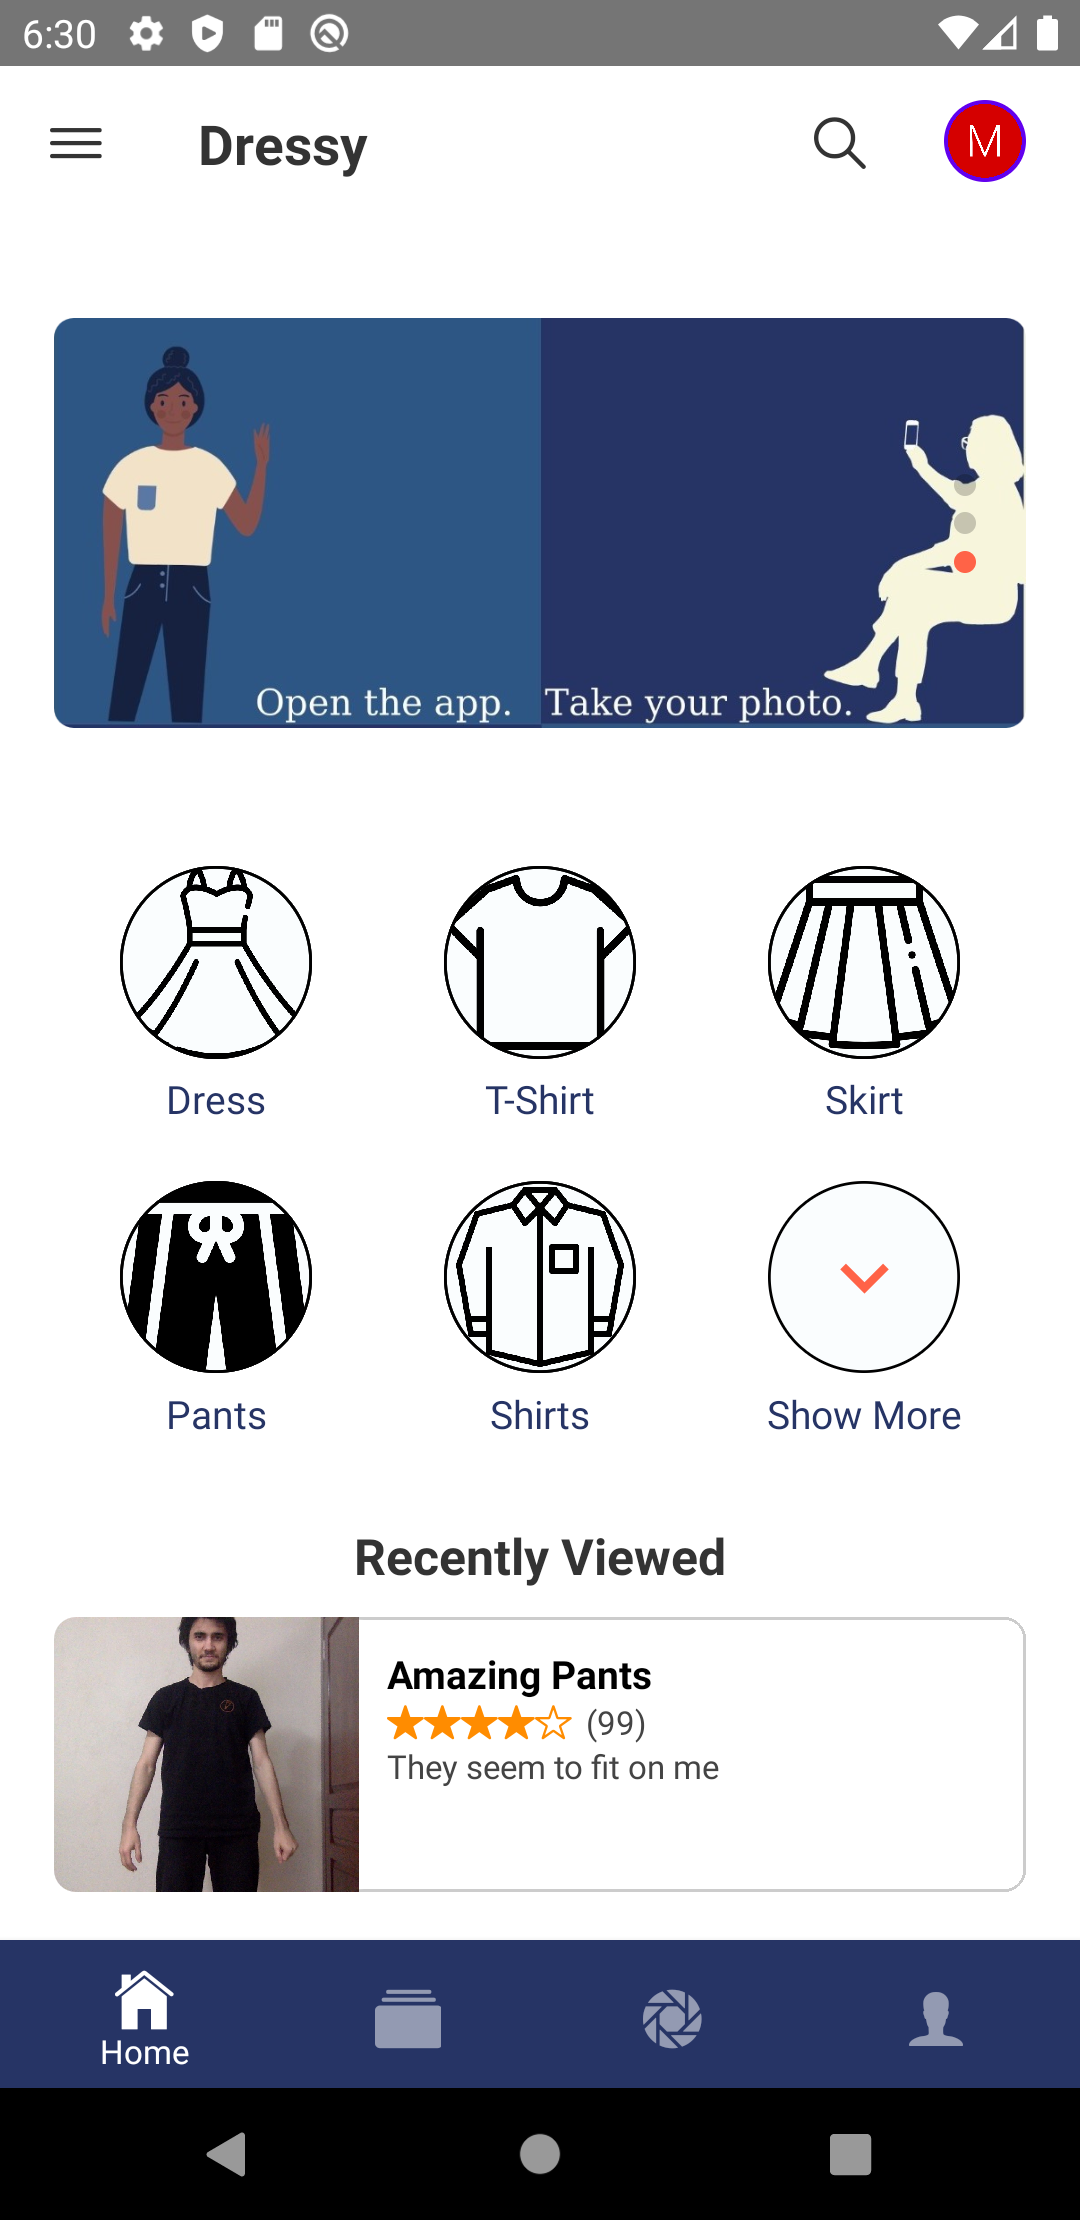 6:30
Dressy
M
Open the app.
Take your photo.
Dress
T-Shirt
Skirt
Pants
Shirts
Show More
Recently Viewed
Amazing Pants
(99)
They seem to fit on me
Home